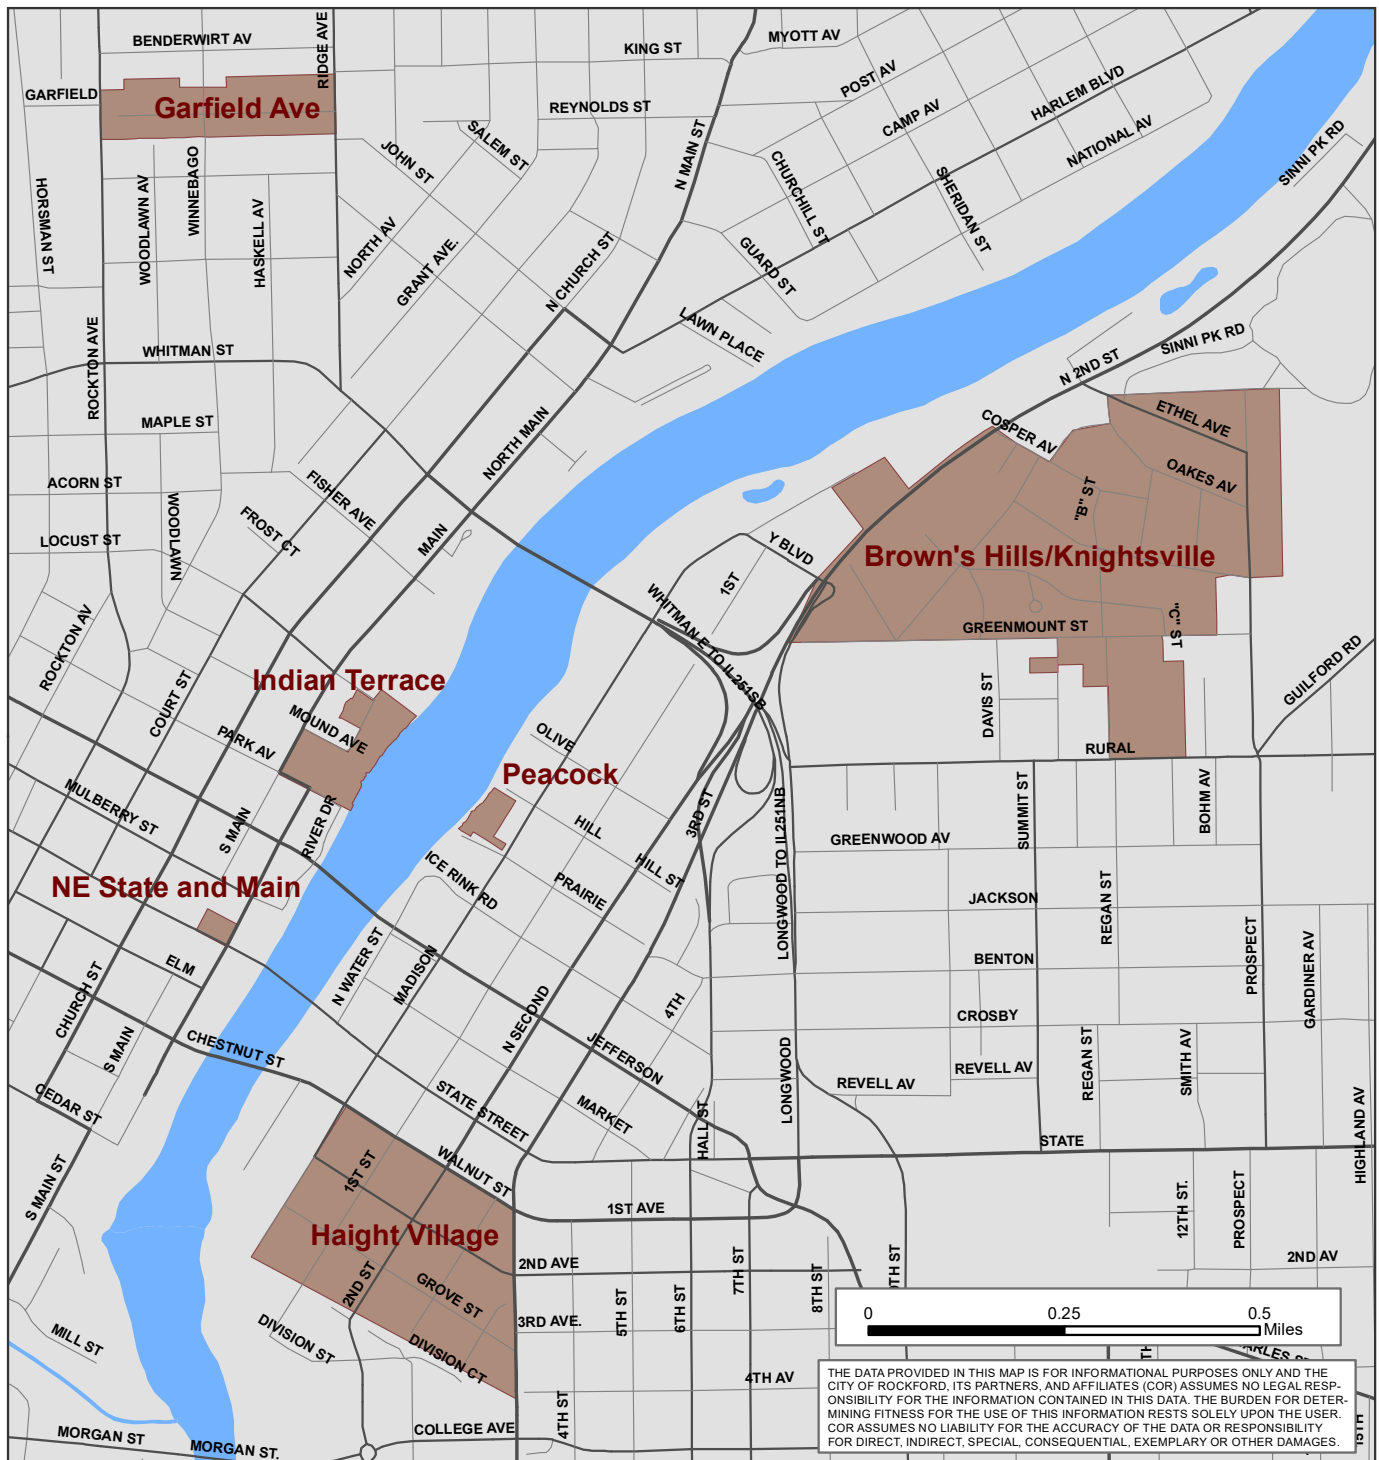 BENDERWIRT AV
RIDGE AVE
KING ST
MYOTT AV
GARFIELD
Garfield Ave
REYNOLDS ST
POST AV
CAMP AV
HARLEM BLVD
NATIONAL AV
SINNI PK RD
SALEM ST
JOHN ST
N MAIN ST
CHURCHILL ST
SHERIDAN ST
HORSMAN ST
WOODLAWN AV
WINNEBAGO
HASKELL AV
NORTH AV
GRANT AVE.
N CHURCH ST
GUARD ST
LAWN PLACE
ROCKTON AVE
WHITMAN ST
N 2ND ST
SINNI PK RD
MAPLE ST
NORTH MAIN
COSPER AV
ETHEL AVE
OAKES AV
ACORN ST
WOODLAWN
FISHER AVE
FROST CT
"B" ST
LOCUST ST
MAIN
Y BLVD
1ST
Brown's Hills/Knightsville
WHITMAN E TO IL251SB
GREENMOUNT ST
"C" ST
ROCKTON AV
COURT ST
Indian Terrace
MOUND AVE
PARK AV
GUILFORD RD
DAVIS ST
OLIVE
RURAL
Peacock
MULBERRY ST
S MAIN
RIVER DR
HILL
HILL ST
3RD ST
LONGWOOD TO IL251NB
SUMMIT ST
BOHM AV
GREENWOOD AV
NE State and Main
ICE RINK RD
PRAIRIE
JACKSON
REGAN ST
ELM
N WATER ST
MADISON
BENTON
PROSPECT
GARDINER AV
CHURCH ST
S MAIN
N SECOND
4TH
CROSBY
CHESTNUT ST
JEFFERSON
LONGWOOD
REVELL AV
REVELL AV
REGAN ST
SMITH AV
CEDAR ST
STATE STREET
MARKET
HALL ST
HIGHLAND AV
STATE
S MAIN ST
1ST ST
WALNUT ST
1ST AVE
12TH ST.
PROSPECT
Haight Village
2ND AVE
2ND AV
2ND ST
GROVE ST
7TH ST
8TH ST
5TH ST
6TH ST
3RD AVE.
0
0.25
0.5
Miles
MILL ST
DIVISION ST
DIVISION CT
4TH AV
4TH ST
COLLEGE AVE
MORGAN ST
MORGAN ST.
15TH
THE DATA PROVIDED IN THIS MAP IS FOR INFORMATIONAL PURPOSES ONLY AND THE
CITY OF ROCKFORD, ITS PARTNERS, AND AFFILIATES (COR) ASSUMES NO LEGAL RESP-
ONSIBILITY FOR THE INFORMATION CONTAINED IN THIS DATA. THE BURDEN FOR DETER-
MINING FITNESS FOR THE USE OF THIS INFORMATION RESTS SOLELY UPON THE USER.
COR ASSUMES NO LIABILITY FOR THE ACCURACY OF THE DATA OR RESPONSIBILITY
FOR DIRECT, INDIRECT, SPECIAL, CONSEQUENTIAL, EXEMPLARY OR OTHER DAMAGES.